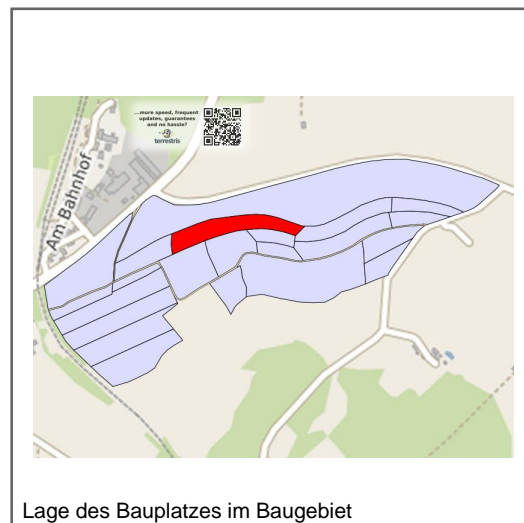 ...more speed, frequent
updates, guarantees
and no hassle?
terrestris
Am Bahnhof
Lage des Bauplatzes im Baugebiet